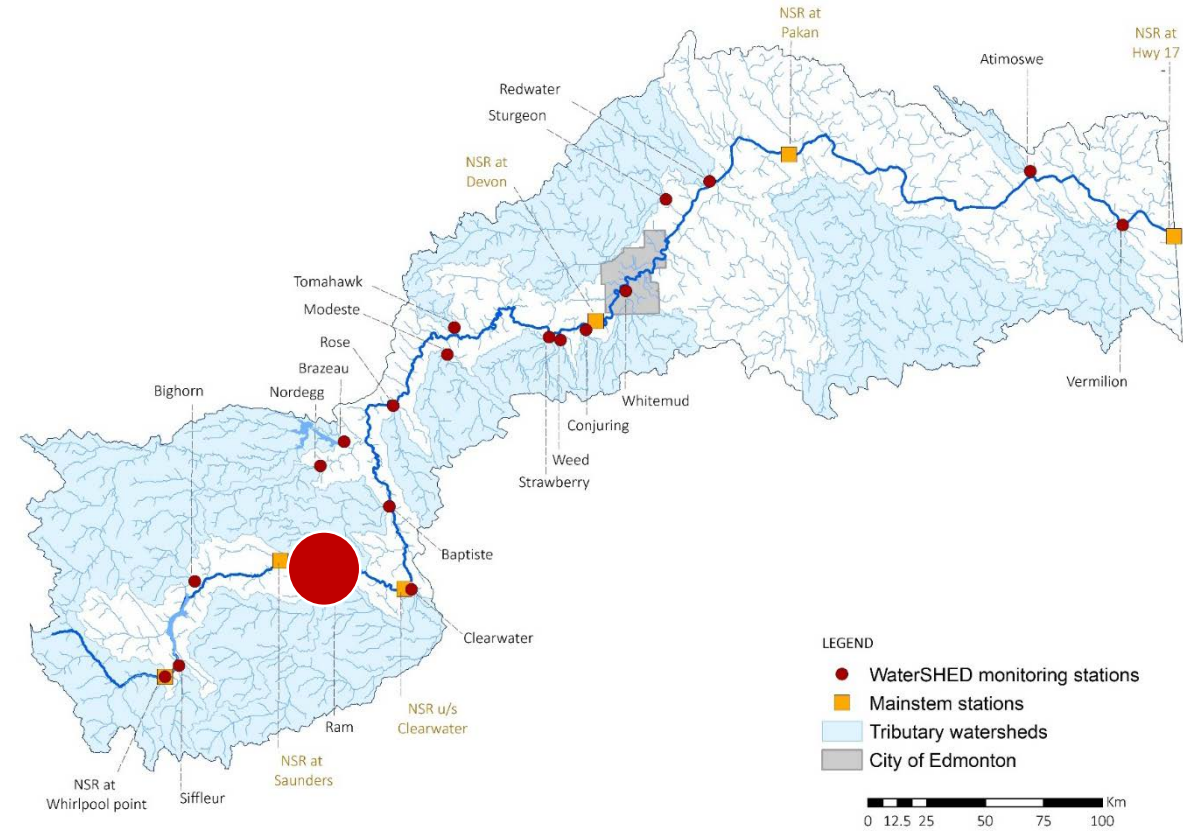 NSR at
Pakan
NSR at
Hwy 17
Atimoswe
Redwater
Sturgeon
NSR at
Devon
Tomahawk
Modeste
Rose
Brazeau
Bighorn
Nordegg
Whitemud
Vermilion
Conjuring
Weed
Strawberry
Baptiste
Clearwater
NSR u/s
Clearwater
Ram
NSR at
Saunders
NSR at
Whirlpool point
Siffleur
LEGEND
WaterSHED monitoring stations
Mainstem stations
Tributary watersheds
City of Edmonton
Km
0 12.5 25 50 75 100